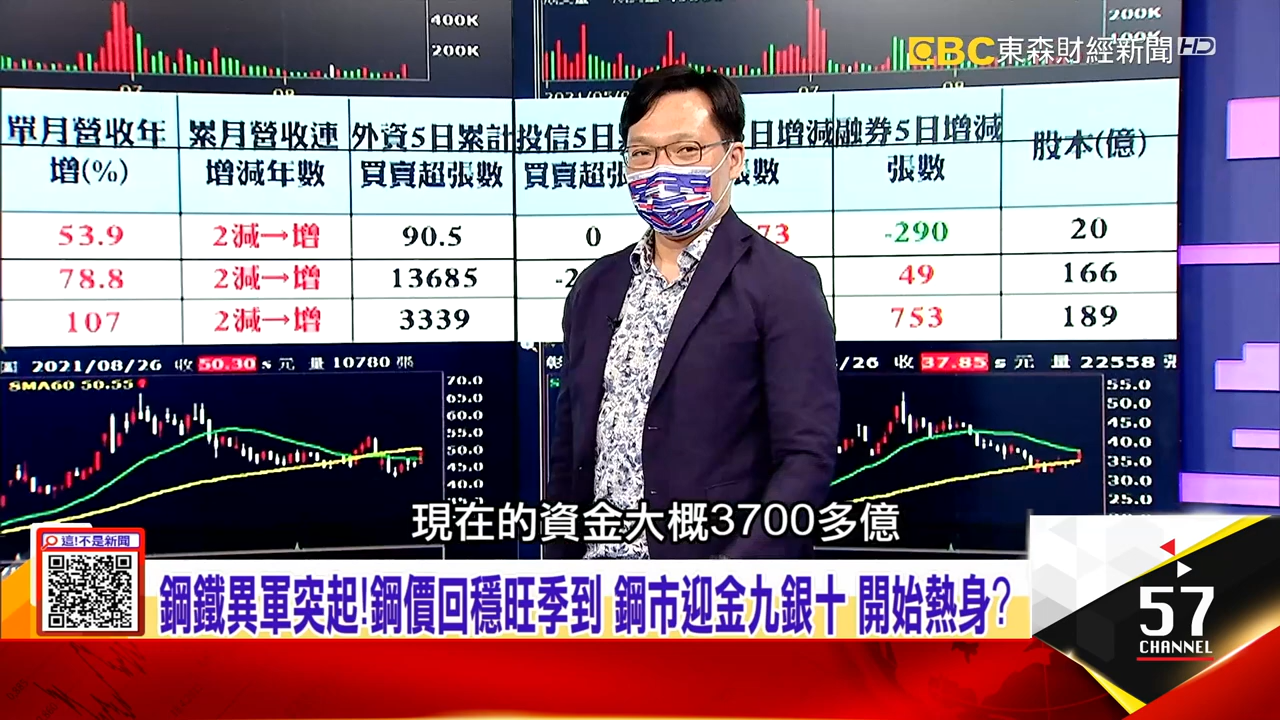 400K
200K
07
08
200K
100K
07
08
EBC 東森財經新聞 HD
單月營收年增(%)
累月營收連增減年數
外資5日累計買賣超張數
投信5日
買賣超張
日增減
張數
融券5日增減張數
股本(億)
53.9 2減→增 90.5 0 73 -290 20
78.8 2減→增 13685 -2 49 166
107 2減→增 3339 753 189
2021/08/26 收 50.30 s 元 量 10780 張
SMA60 50.55
70.0
65.0
60.0
55.0
50.0
45.0
40.0
/26 收 37.85 s 元 量 22558 張
55.0
50.0
45.0
40.0
35.0
30.0
25.0
現在的資金大概3700多億
這!不是新聞
鋼鐵異軍突起!鋼價回穩旺季到 鋼市迎金九銀十 開始熱身?
57
CHANNEL